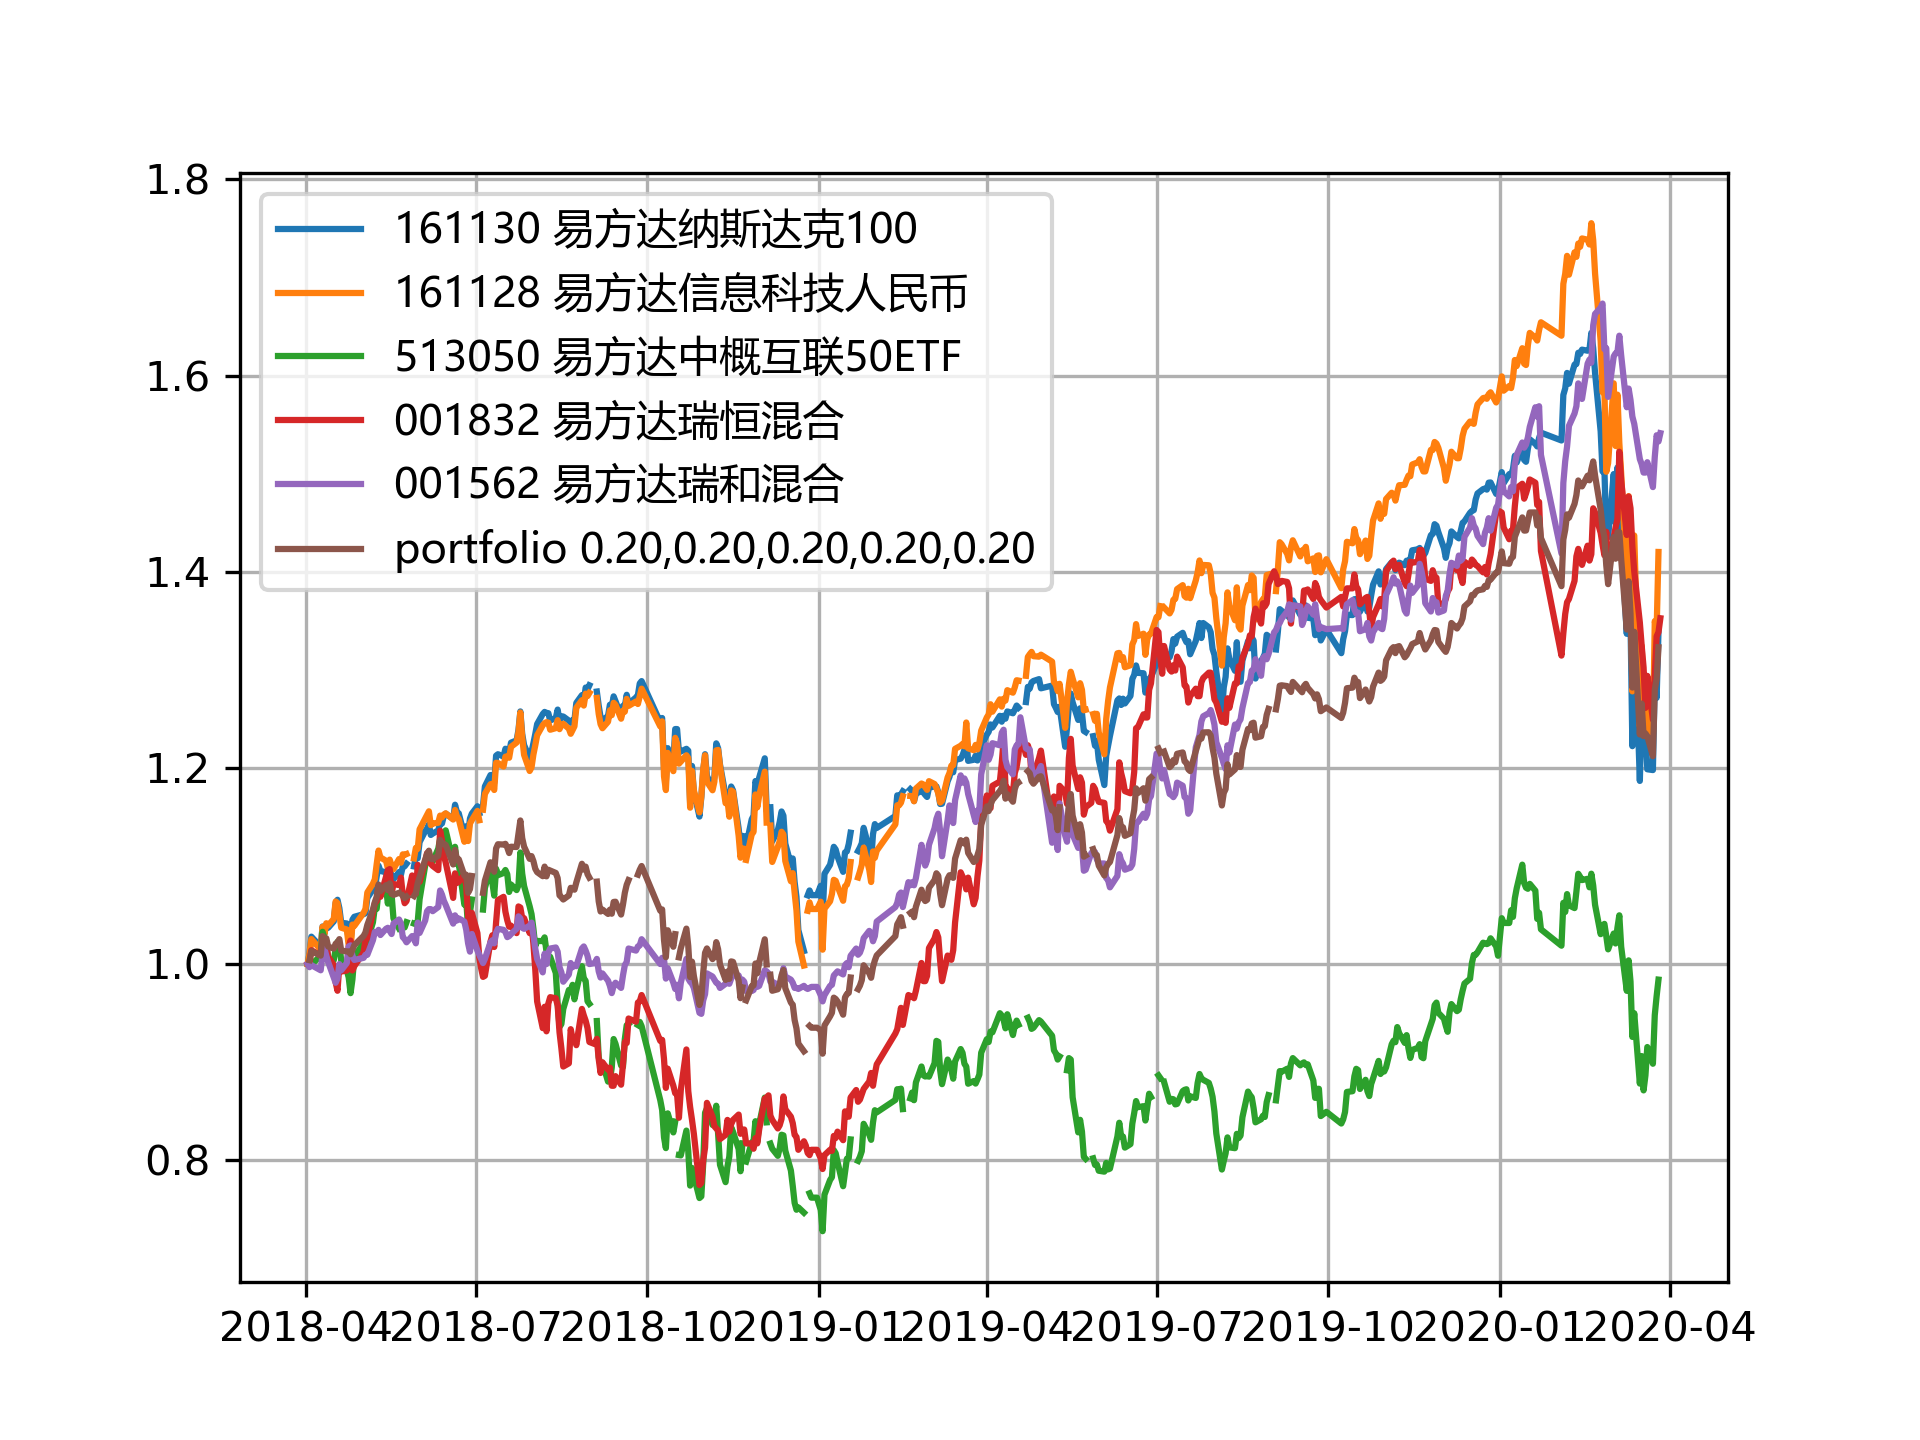 1.8
1.6
1.4
1.2
1.0
0.8
161130 易方达纳斯达克100
161128 易方达信息科技人民币
513050 易方达中概互联50ETF
001832 易方达瑞恒混合
001562 易方达瑞和混合
portfolio 0.20,0.20,0.20,0.20,0.20
2018-04 2018-07 2018-10 2019-01 2019-04 2019-07 2019-10 2020-01 2020-04